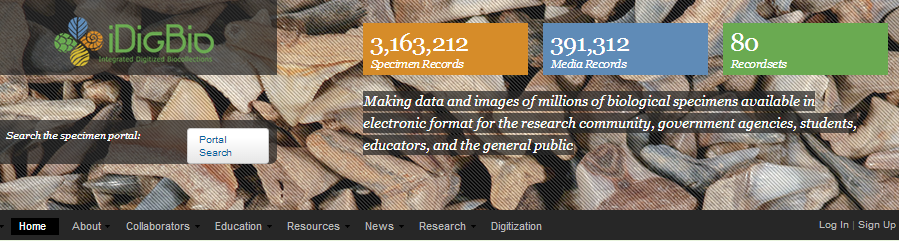 iDigBio
Integrated Digitized Biocollections
3,163,212
Specimen Records
391,312
Media Records
80
Recordsets
Making data and images of millions of biological specimens available in
electronic format for the research community, government agencies, students,
educators, and the general public
Search the specimen portal:
Portal
Search
Home About Collaborators Education Resources News Research Digitization Log In | Sign Up